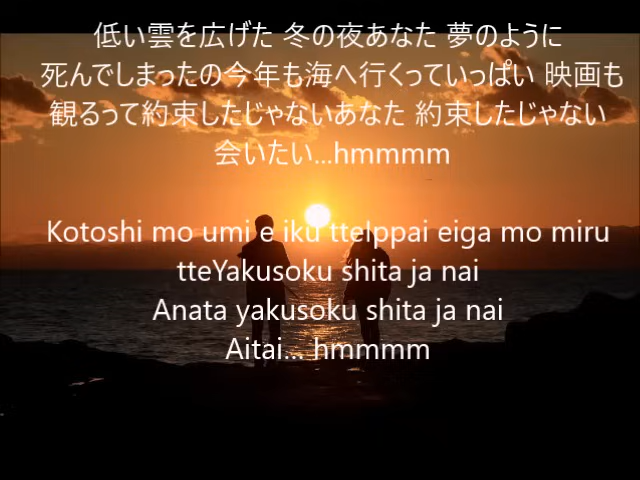 低い雲を広げた 冬の夜あなた 夢のように
死んでしまったの今年も海へ行くっていっぱい 映画も
観るって約束したじゃないあなた 約束したじゃない
会いたい...hmmmm
Kotoshi mo umi e iku tteIppai eiga mo miru
tteYakusoku shita ja nai
Anata yakusoku shita ja nai
Aitai... hmmmm